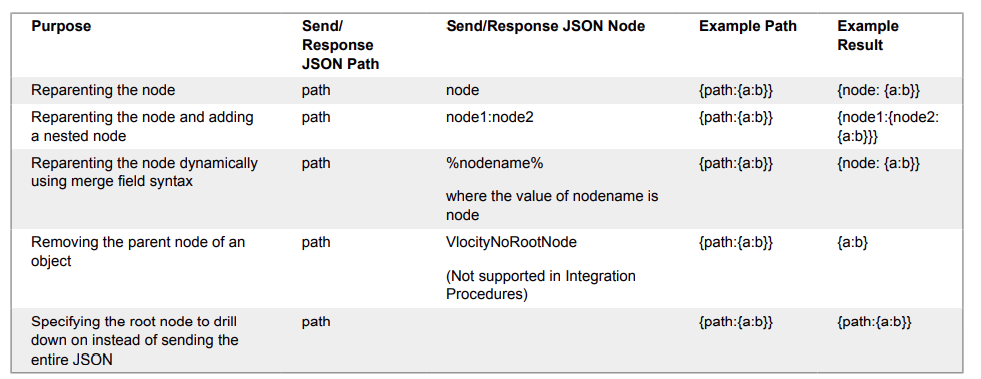 Purpose
Send/
Response
JSON Path
Send/Response JSON Node
Example Path
Example
Result
Reparenting the node
path
node
{path:{a:b}}
{node: {a:b}}
Reparenting the node and adding
a nested node
path
node1:node2
{path:{a:b}}
{node1:{node2:
{a:b}}}
Reparenting the node dynamically
using merge field syntax
path
%nodename%
where the value of nodename is
node
{path:{a:b}}
{node: {a:b}}
Removing the parent node of an
object
path
VlocityNoRootNode
(Not supported in Integration
Procedures)
{path:{a:b}}
{a:b}
Specifying the root node to drill
down on instead of sending the
entire JSON
path
{path:{a:b}}
{path:{a:b}}